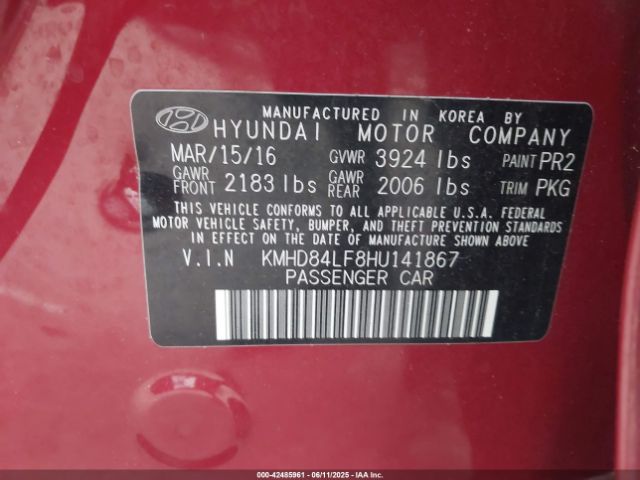 MANUFACTURED IN KOREA BY
HYUNDAI MOTOR COMPANY
MAR/15/16 GVWR 3924 lbs PAINT PR2
GAWR FRONT 2183 lbs GAWR REAR 2006 lbs TRIM PKG
THIS VEHICLE CONFORMS TO ALL APPLICABLE U.S.A. FEDERAL
MOTOR VEHICLE SAFETY, BUMPER, AND THEFT PREVENTION STANDARDS
IN EFFECT ON THE DATE OF MANUFACTURE SHOWN ABOVE
V.I.N KMHD84LF8HU141867
PASSENGER CAR
000-42485961 - 06/11/2025 - IAAI Inc.